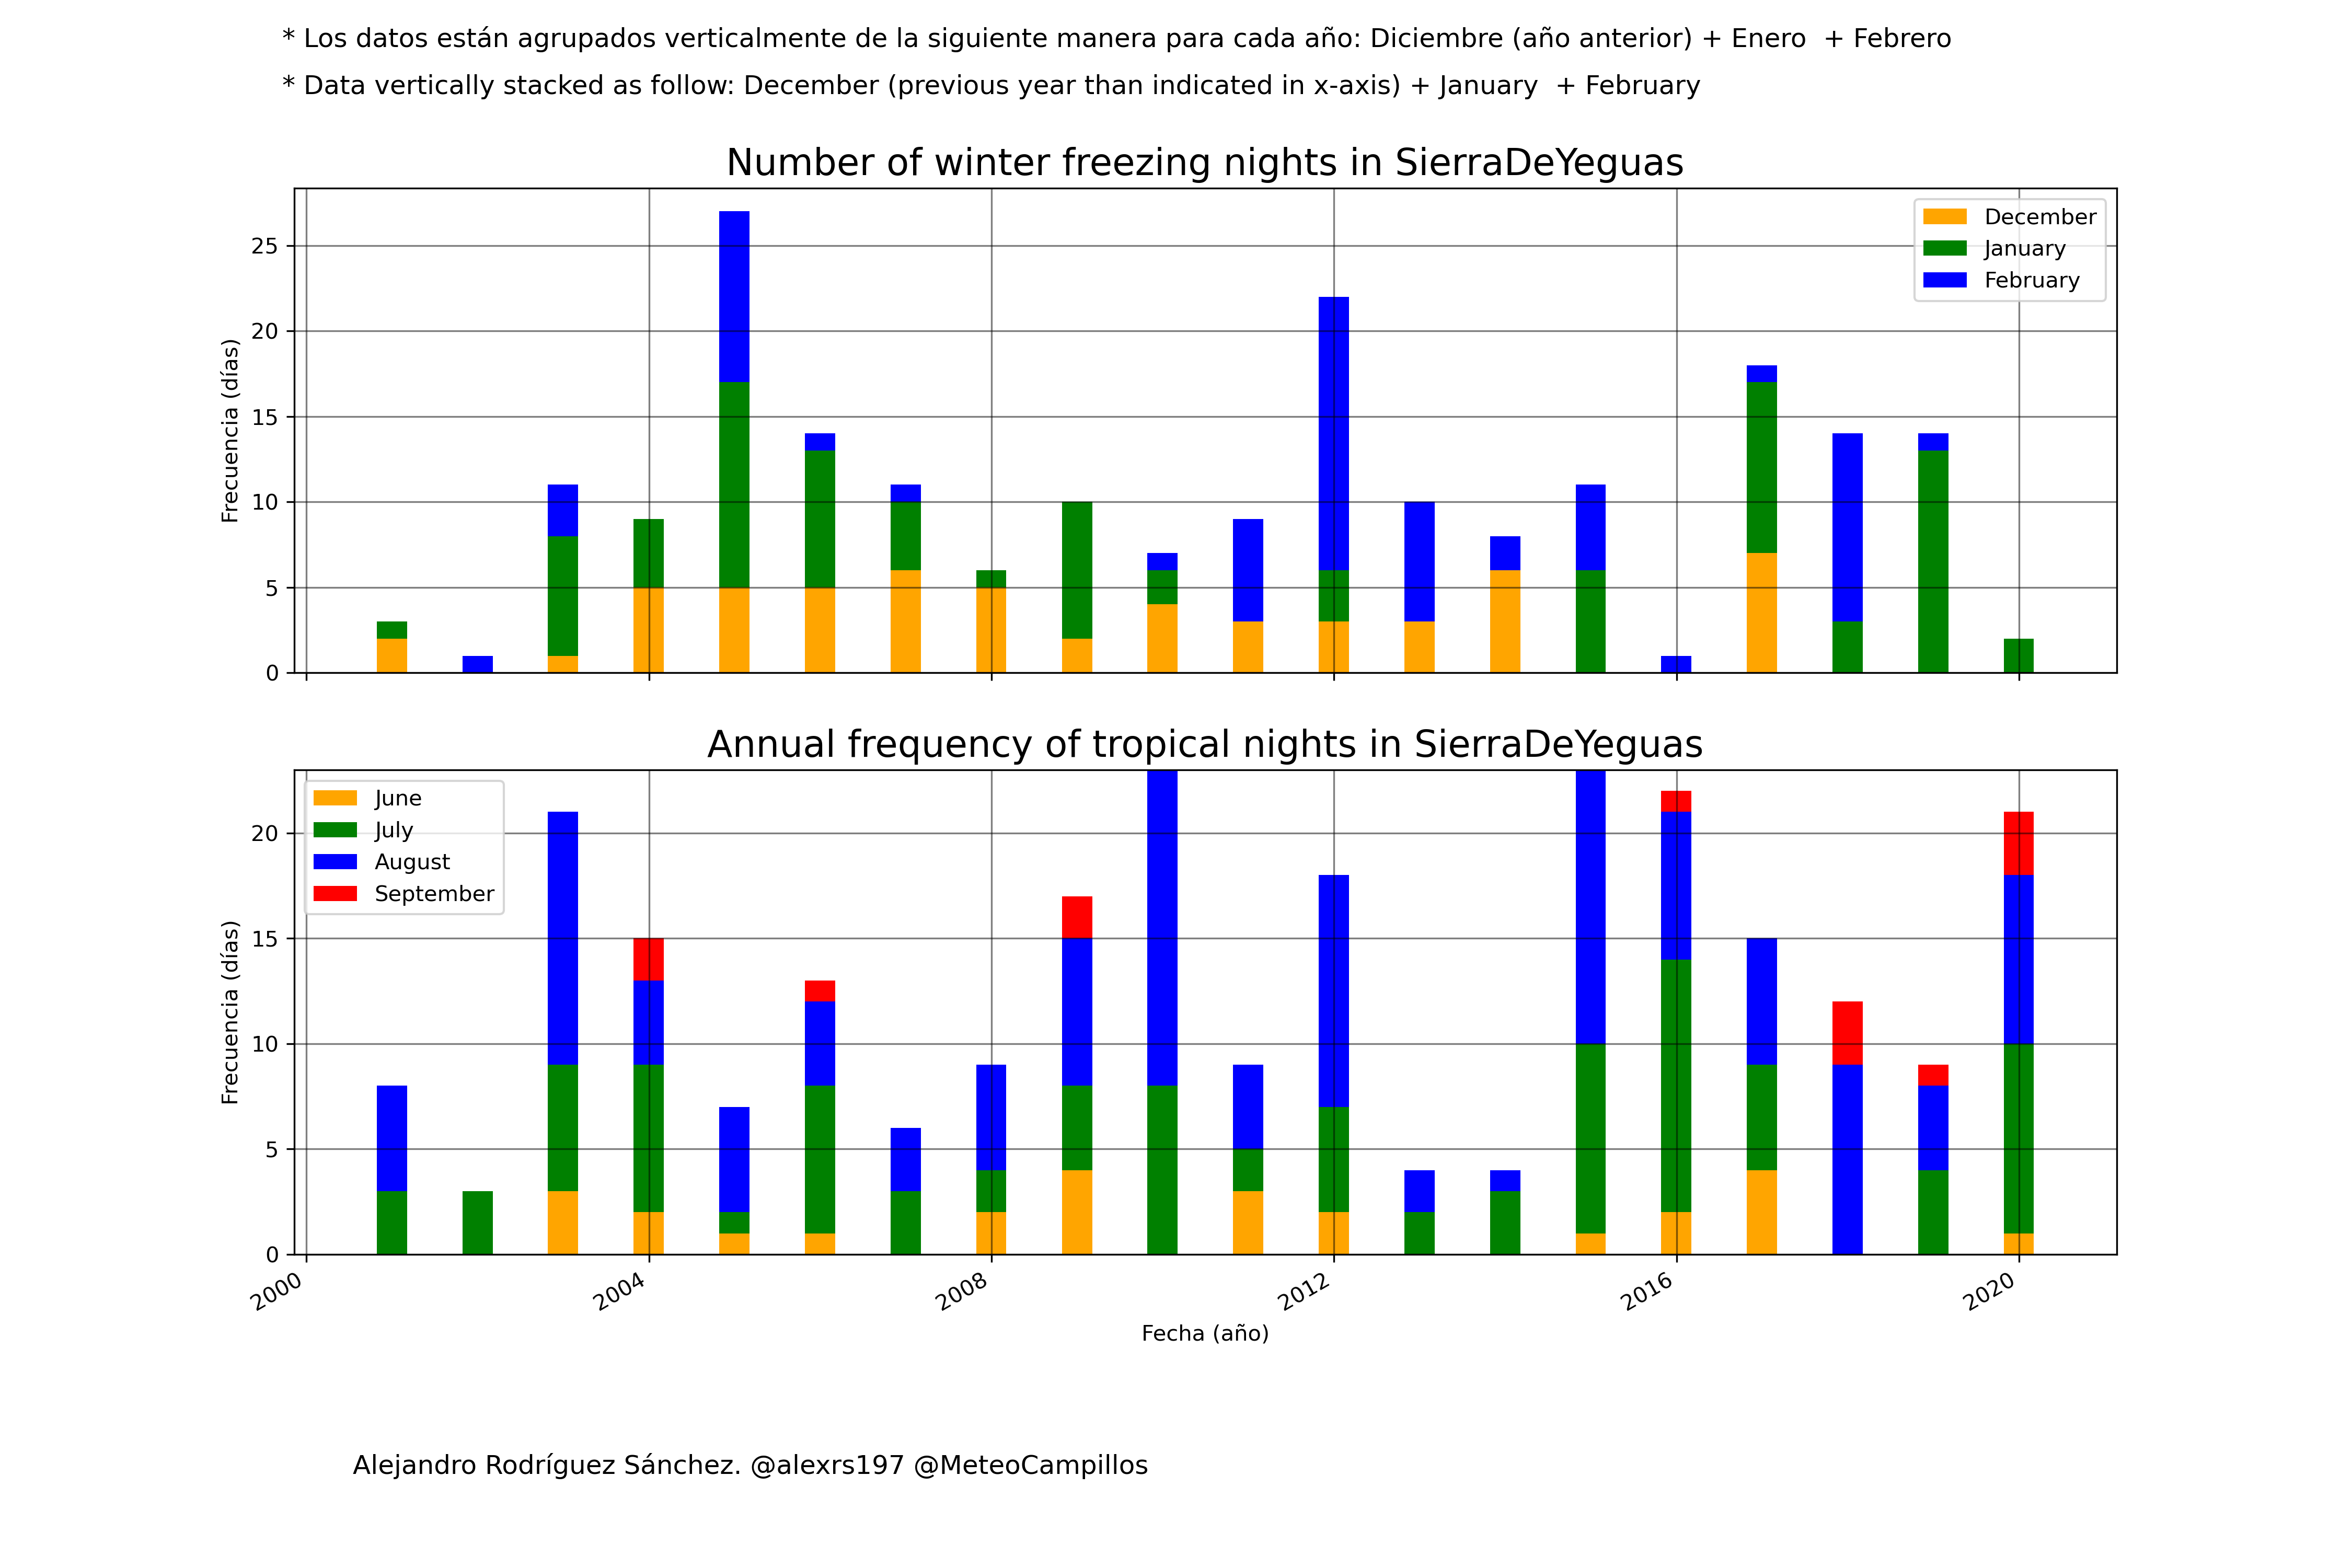 * Los datos están agrupados verticalmente de la siguiente manera para cada año: Diciembre (año anterior) + Enero  + Febrero
* Data vertically stacked as follow: December (previous year than indicated in x-axis) + January  + February
Number of winter freezing nights in SierraDeYeguas
Frecuencia (días)
25
20
15
10
5
0
December
January
February
Annual frequency of tropical nights in SierraDeYeguas
Frecuencia (días)
20
15
10
5
0
June
July
August
September
2000
2004
2008
2012
2016
2020
Fecha (año)
Alejandro Rodríguez Sánchez. @alexrs197 @MeteoCampillos